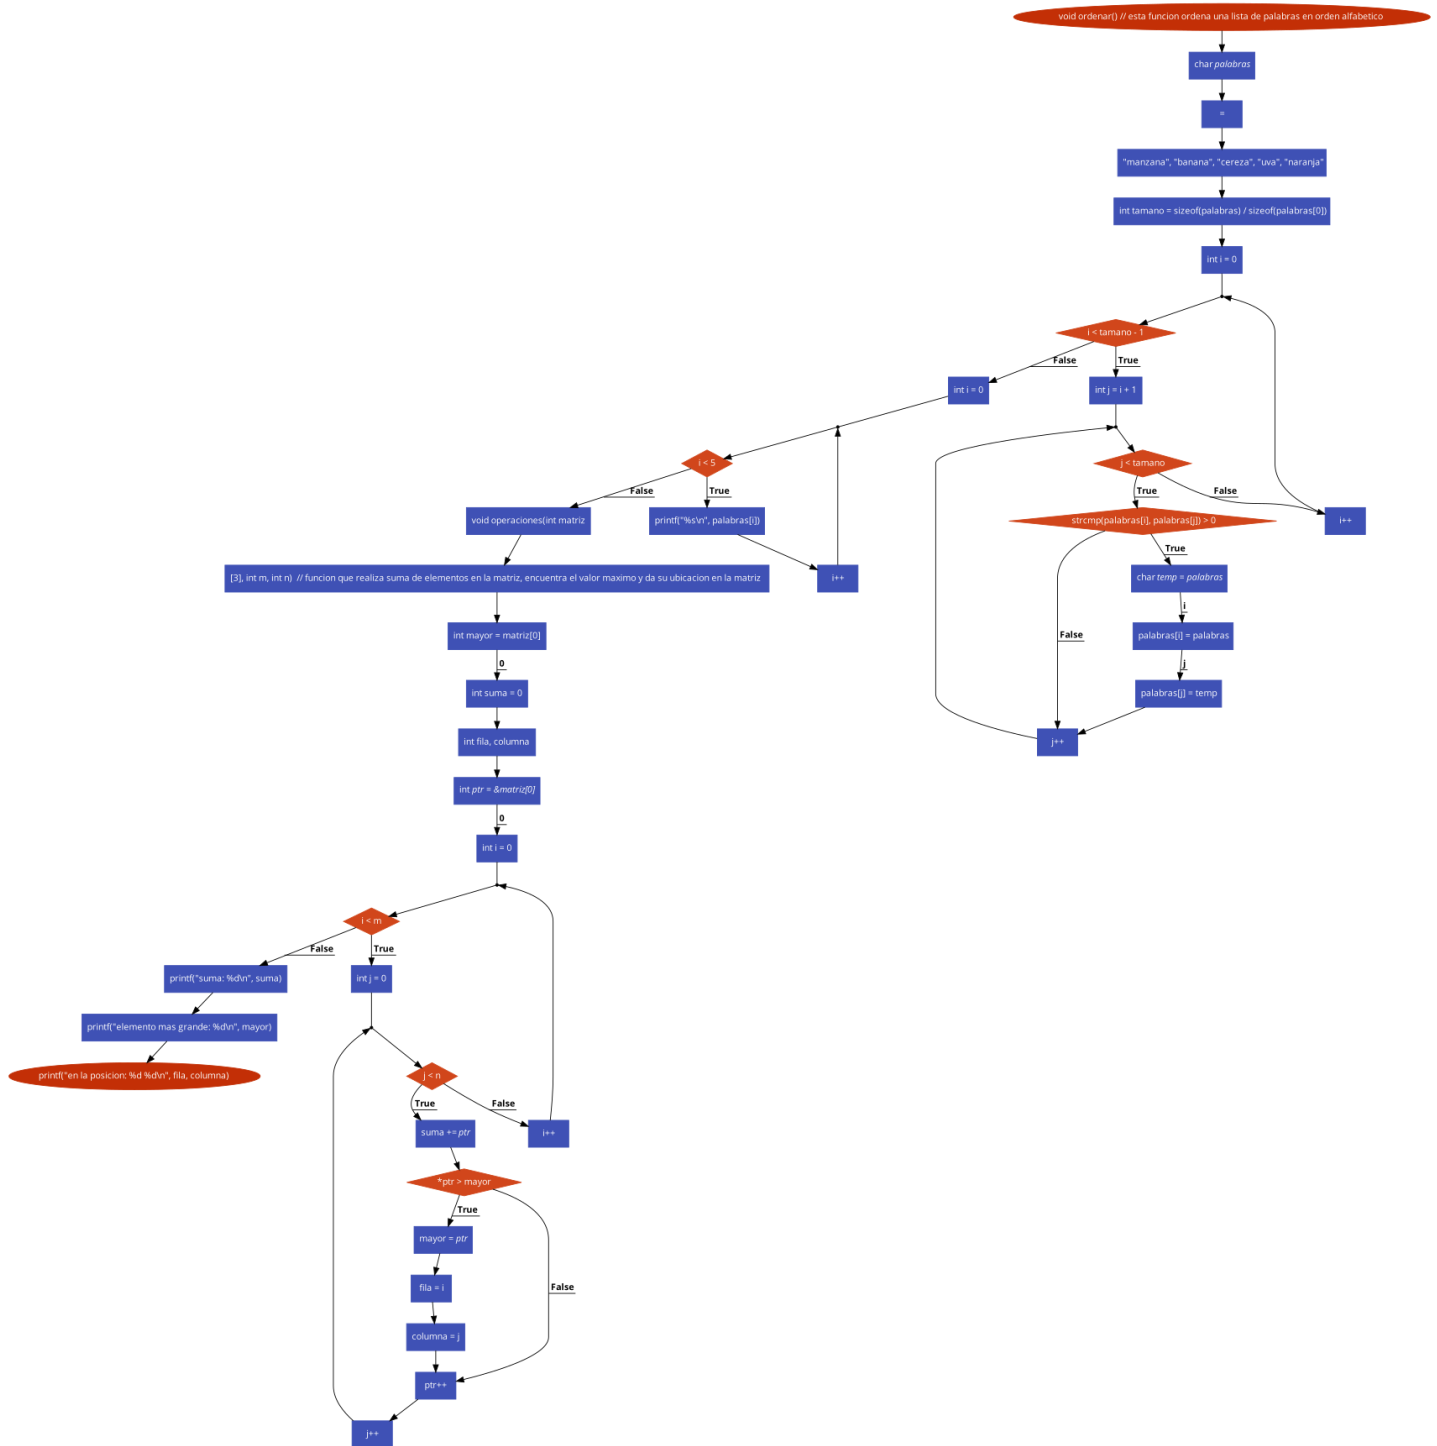 void ordenar() // esta funcion ordena una lista de palabras en orden alfabetico
char palabras
=
"manzana", "banana", "cereza", "uva", "naranja"
int tamano = sizeof(palabras) / sizeof(palabras[0])
int i = 0
i < tamano - 1
False
True
int i = 0
int j = i + 1
i < 5
j < tamano
False
True
True
False
void operaciones(int matriz
printf("%s\n", palabras[i])
strcmp(palabras[i], palabras[j]) > 0
i++
True
[3], int m, int n)  // funcion que realiza suma de elementos en la matriz, encuentra el valor maximo y da su ubicacion en la matriz
i++
char temp = palabras
i
int mayor = matriz[0]
False
palabras[i] = palabras
0
j
int suma = 0
palabras[j] = temp
int fila, columna
j++
int ptr = &matriz[0]
0
int i = 0
i < m
False
True
printf("suma: %d\n", suma)
int j = 0
printf("elemento mas grande: %d\n", mayor)
printf("en la posicion: %d %d\n", fila, columna)
j < n
True
False
suma += ptr
i++
*ptr > mayor
True
mayor = ptr
fila = i
False
columna = j
ptr++
j++